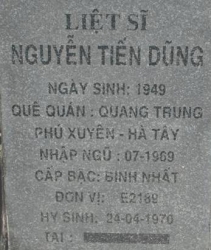 LIỆT SĨ
NGUYỄN TIẾN DŨNG
NGÀY SINH: 1949
QUÊ QUÁN: QUANG TRUNG
PHÚ XUYÊN - HÀ TÂY
NHẬP NGŨ: 07-1969
CẤP BẬC: BINH NHẤT
ĐƠN VỊ: E2189
HY SINH: 24-04-1970
TẠI: